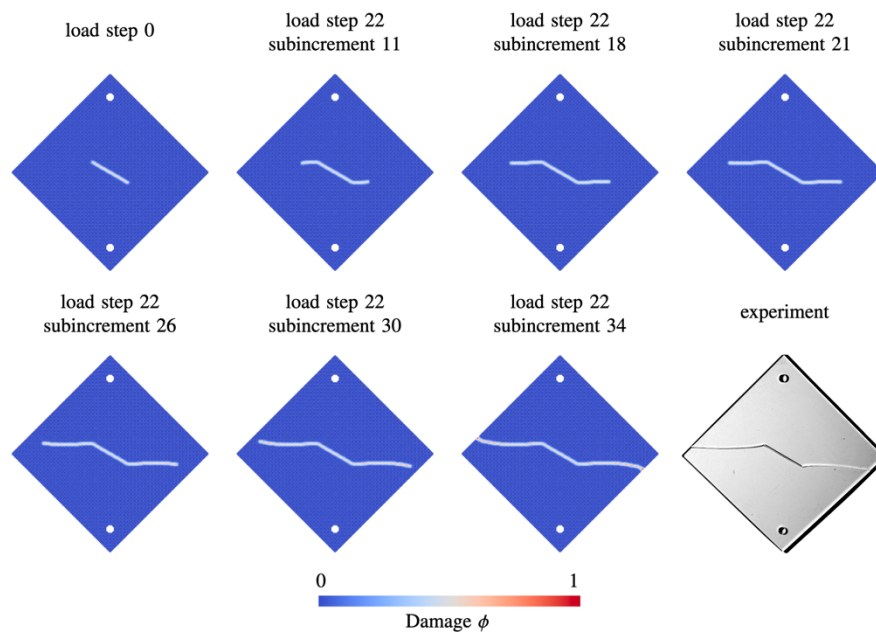 load step 0
load step 22
subincrement 11
load step 22
subincrement 18
load step 22
subincrement 21
load step 22
subincrement 26
load step 22
subincrement 30
load step 22
subincrement 34
experiment
0
1
Damage ϕ